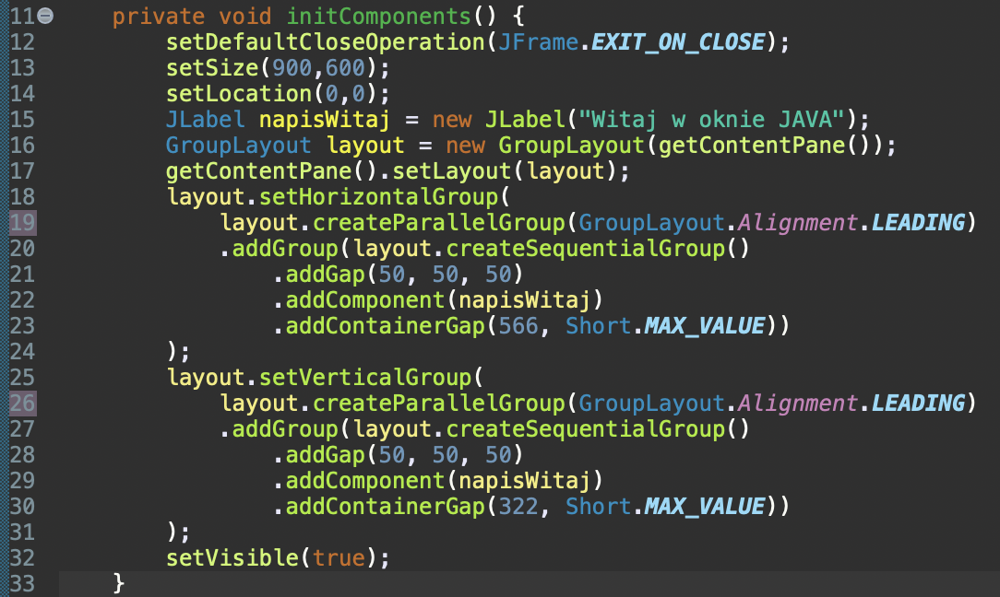 11 private void initComponents() {
12 setDefaultCloseOperation(JFrame.EXIT_ON_CLOSE);
13 setSize(900,600);
14 setLocation(0,0);
15 JLabel napisWitaj = new JLabel("Witaj w oknie JAVA");
16 GroupLayout layout = new GroupLayout(getContentPane());
17 getContentPane().setLayout(layout);
18 layout.setHorizontalGroup(
19 layout.createParallelGroup(GroupLayout.Alignment.LEADING)
20 .addGroup(layout.createSequentialGroup()
21 .addGap(50, 50, 50)
22 .addComponent(napisWitaj)
23 .addContainerGap(566, Short.MAX_VALUE))
24 );
25 layout.setVerticalGroup(
26 layout.createParallelGroup(GroupLayout.Alignment.LEADING)
27 .addGroup(layout.createSequentialGroup()
28 .addGap(50, 50, 50)
29 .addComponent(napisWitaj)
30 .addContainerGap(322, Short.MAX_VALUE))
31 );
32 setVisible(true);
33 }